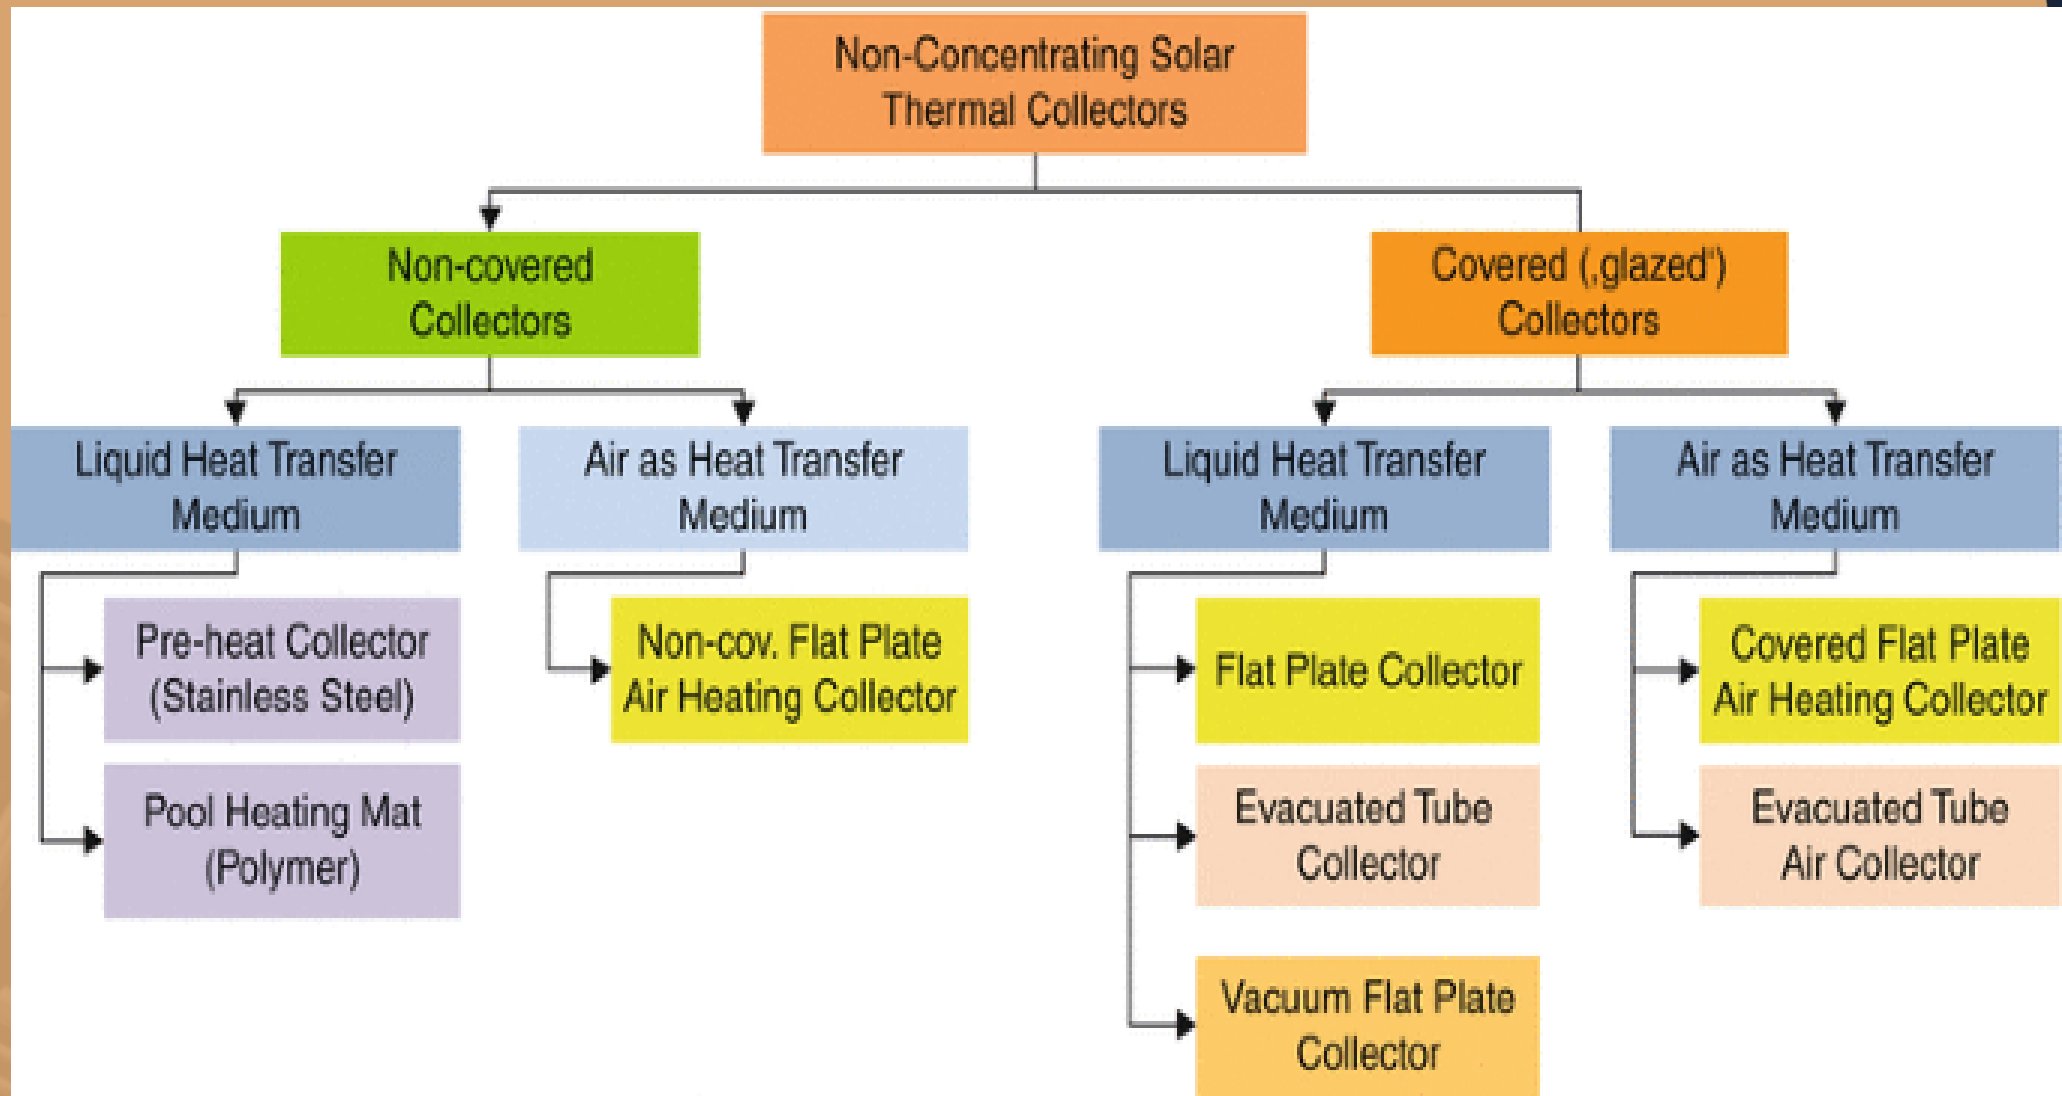 Non-Concentrating Solar
Thermal Collectors
Non-covered
Collectors
Covered (‚glazed‘)
Collectors
Liquid Heat Transfer
Medium
Air as Heat Transfer
Medium
Liquid Heat Transfer
Medium
Air as Heat Transfer
Medium
Pre-heat Collector
(Stainless Steel)
Pool Heating Mat
(Polymer)
Non-cov. Flat Plate
Air Heating Collector
Flat Plate Collector
Evacuated Tube
Collector
Vacuum Flat Plate
Collector
Covered Flat Plate
Air Heating Collector
Evacuated Tube
Air Collector